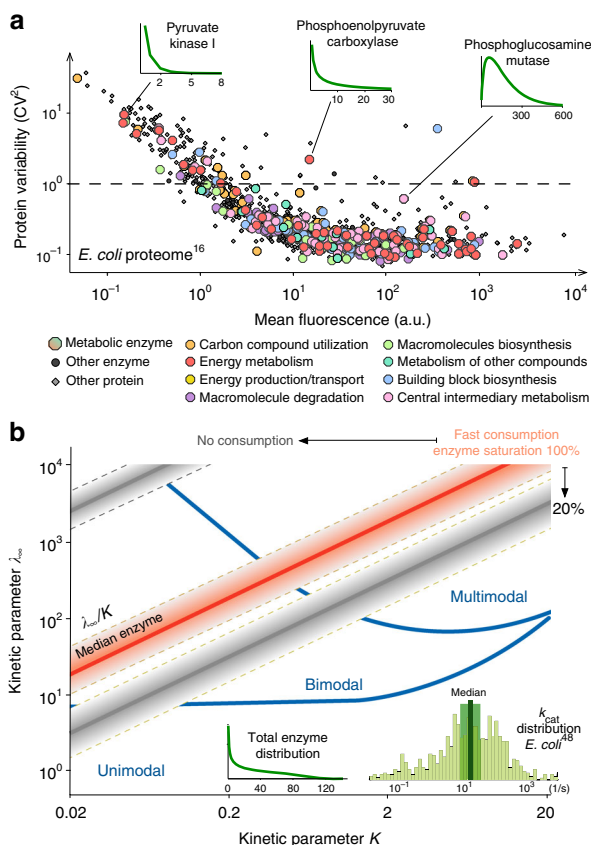 a
Pyruvate
kinase I
2 5 8
Phosphoenolpyruvate
carboxylase
10 30
Phosphoglucosamine
mutase
300 600
Protein variability (CV²)
10¹
10⁰
10⁻¹
E. coli proteome¹⁶
10⁻¹ 10⁰ 10¹ 10² 10³ 10⁴
Mean fluorescence (a.u.)
Metabolic enzyme
Other enzyme
Other protein
Carbon compound utilization
Energy metabolism
Energy production/transport
Macromolecule degradation
Macromolecules biosynthesis
Metabolism of other compounds
Building block biosynthesis
Central intermediary metabolism
b
No consumption
Fast consumption
enzyme saturation 100%
20%
Kinetic parameter λ∞
10⁴
10³
10²
10¹
10⁰
λ∞/K
Median enzyme
Multimodal
Bimodal
Unimodal
Total enzyme
distribution
0 40 80 120
Median
kcat
distribution
E. coli⁴⁸
10⁻¹ 10¹ 10³ (1/s)
0.02 0.2 2 20
Kinetic parameter K